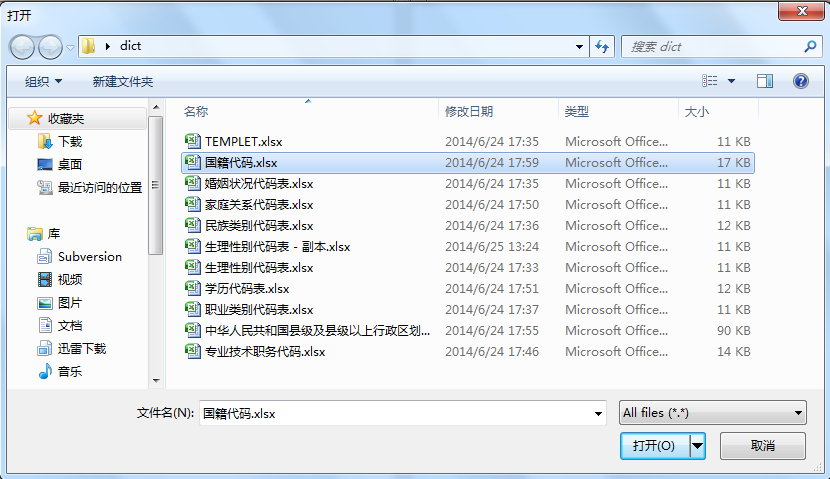 打开
dict
搜索 dict
组织
新建文件夹
名称 修改日期 类型 大小
收藏夹
下载
桌面
最近访问的位置
库
Subversion
视频
图片
文档
迅雷下载
音乐
TEMPLET.xlsx 2014/6/24 17:35 Microsoft Office... 11 KB
国籍代码.xlsx 2014/6/24 17:59 Microsoft Office... 17 KB
婚姻状况代码表.xlsx 2014/6/24 17:35 Microsoft Office... 11 KB
家庭关系代码表.xlsx 2014/6/24 17:50 Microsoft Office... 11 KB
民族类别代码表.xlsx 2014/6/24 17:36 Microsoft Office... 12 KB
生理性别代码表 - 副本.xlsx 2014/6/25 13:24 Microsoft Office... 11 KB
生理性别代码表.xlsx 2014/6/24 17:33 Microsoft Office... 11 KB
学历代码表.xlsx 2014/6/24 17:51 Microsoft Office... 12 KB
职业类别代码表.xlsx 2014/6/24 17:37 Microsoft Office... 11 KB
中华人民共和国县级及县级以上行政区划... 2014/6/24 17:55 Microsoft Office... 90 KB
专业技术职务代码.xlsx 2014/6/24 17:46 Microsoft Office... 14 KB
文件名(N): 国籍代码.xlsx All files (*.*)
打开(O) 取消